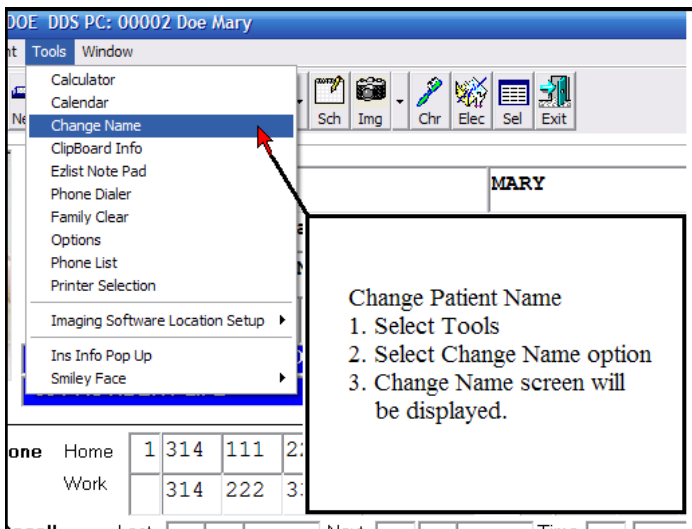 DOE DDS PC: 00002 Doe Mary
Tools Window
Sch Img Chr Elec Sel Exit
Calculator
Calendar
Change Name
ClipBoard Info
Ezlist Note Pad
Phone Dialer
Family Clear
Options
Phone List
Printer Selection
Imaging Software Location Setup
Ins Info Pop Up
Smiley Face
MARY
Change Patient Name
1. Select Tools
2. Select Change Name option
3. Change Name screen will
be displayed.
Home 1 314 111
Work 314 222